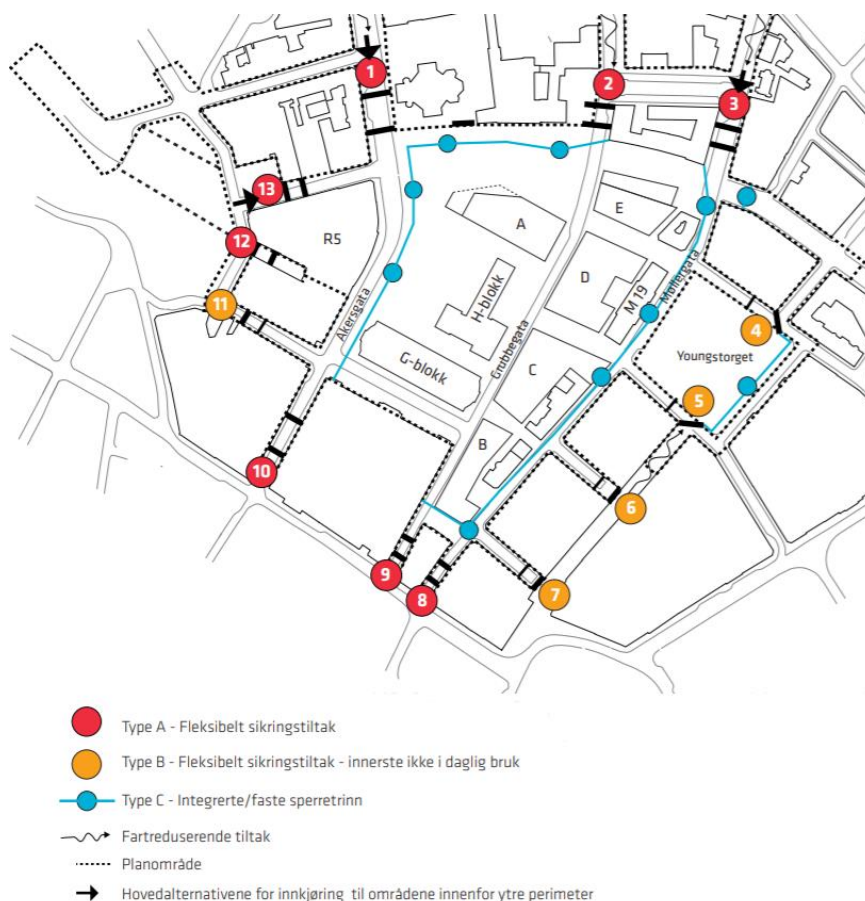 1
2
3
13
12
R5
A
E
11
Akersgata
H-blokk
D
M 19
Møllergata
4
G-blokk
Grubbegata
Youngstorget
C
5
B
10
6
9
8
7
Type A - Fleksibelt sikringstiltak
Type B - Fleksibelt sikringstiltak - innerste ikke i daglig bruk
Type C - Integrerte/faste sperretrinn
Fartreduserende tiltak
Planområde
Hovedalternativene for innkjøring til områdene innenfor ytre perimeter